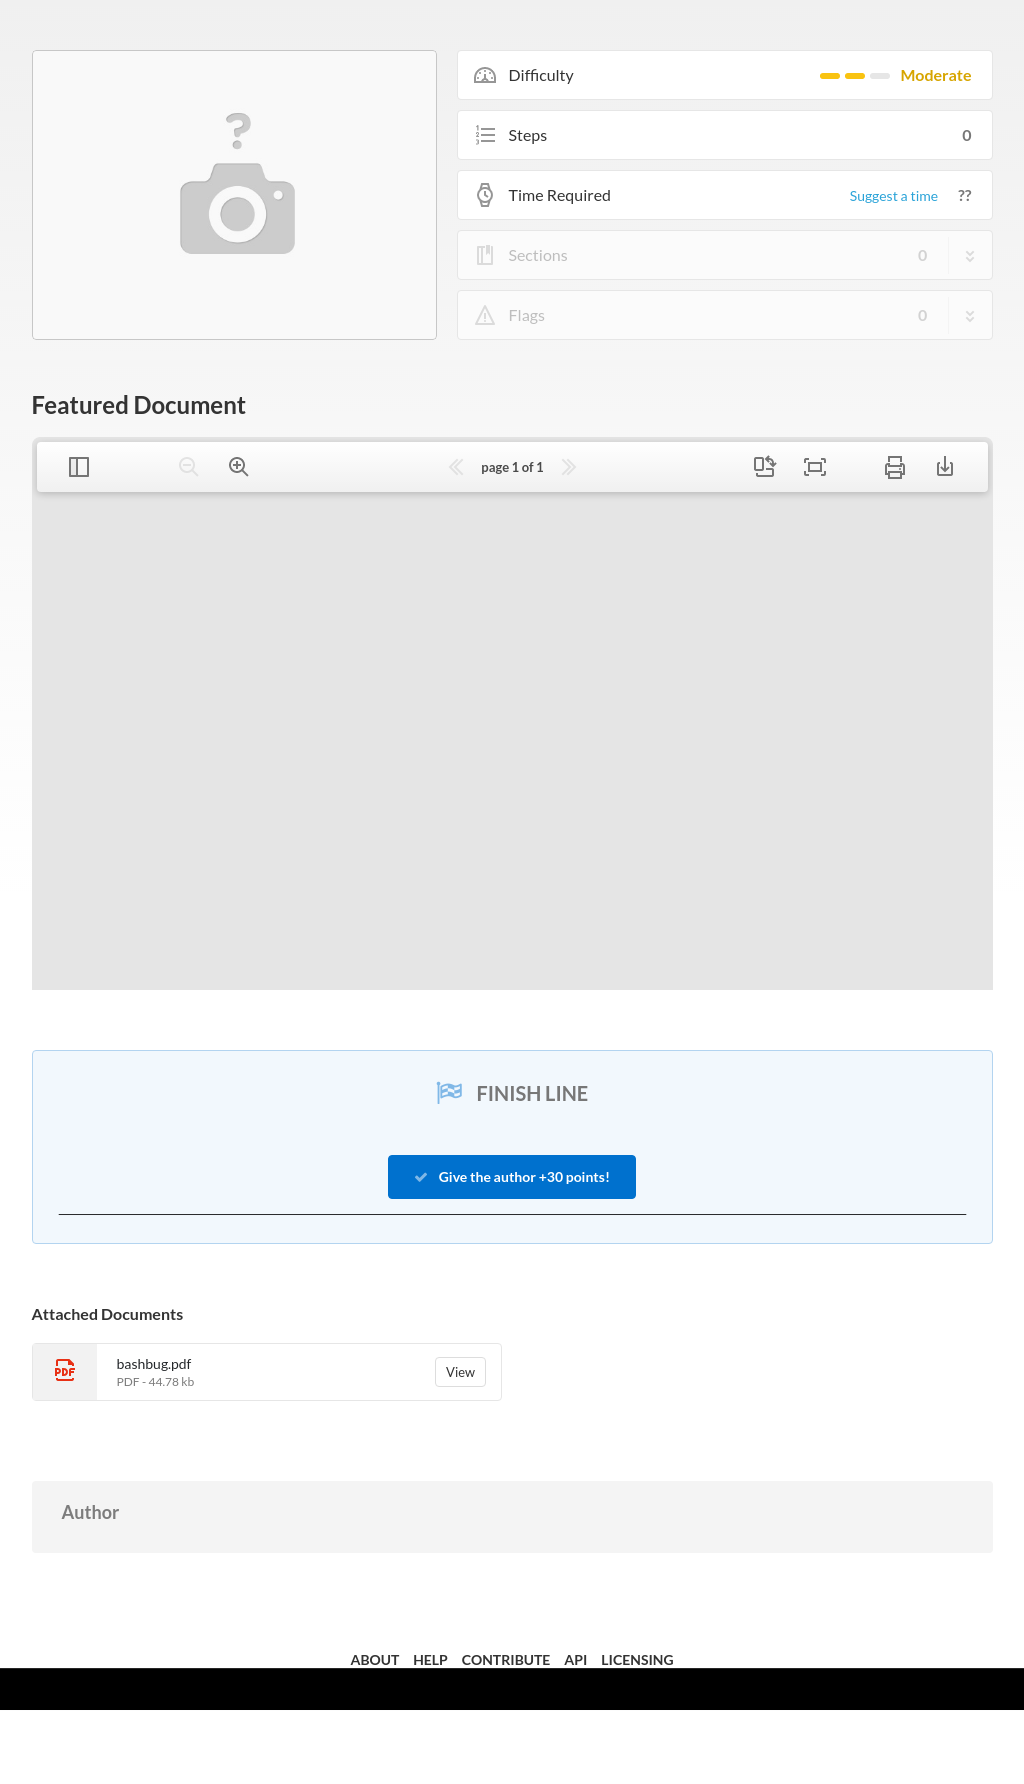 Difficulty Moderate
Steps 0
Time Required Suggest a time ??
Sections 0
Flags 0
Featured Document
page 1 of 1
FINISH LINE
Give the author +30 points!
Attached Documents
PDF
bashbug.pdf
PDF - 44.78 kb
View
Author
ABOUT HELP CONTRIBUTE API LICENSING